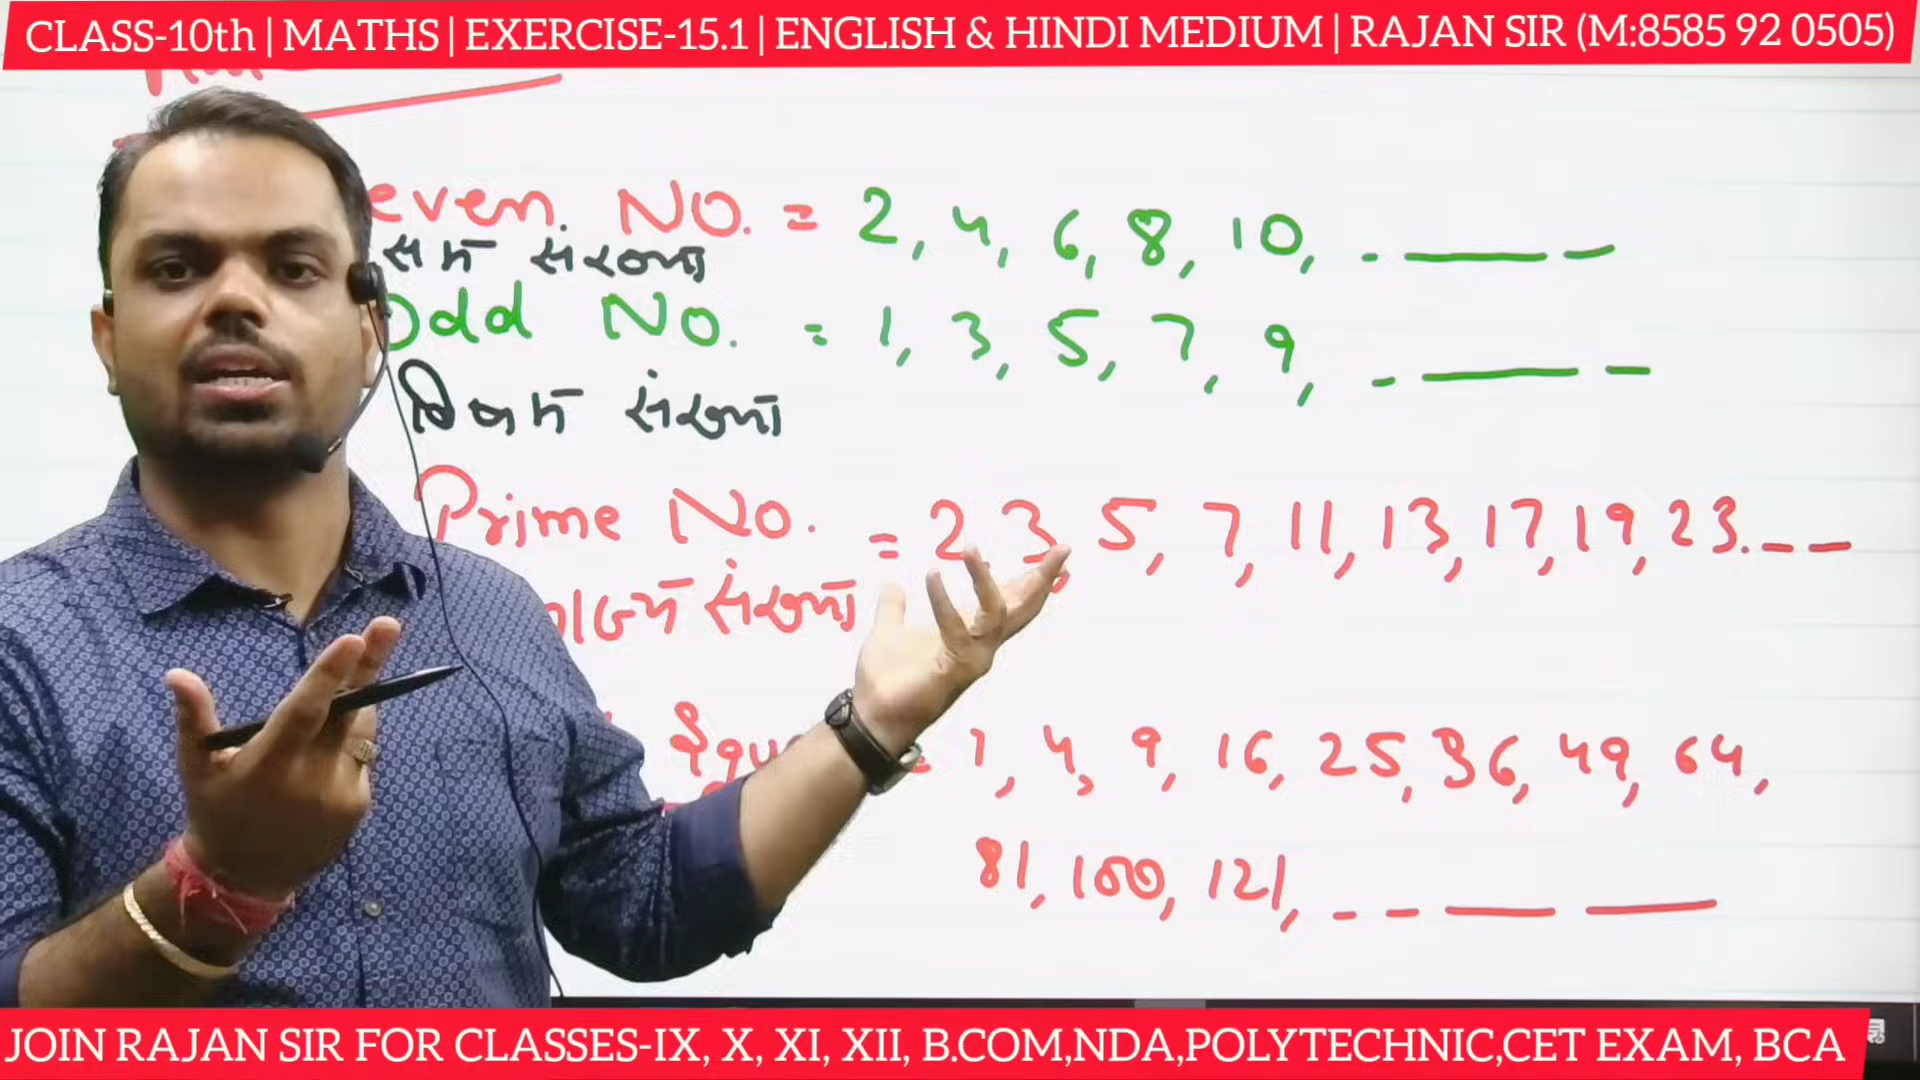 CLASS-10th | MATHS | EXERCISE-15.1 | ENGLISH & HINDI MEDIUM | RAJAN SIR (M:8585 92 0505)
even. NO. = 2, 4, 6, 8, 10, - — -
सम संख्या
Odd No. = 1, 3, 5, 7, 9, - — -
विषम संख्या
Prime No. = 2, 3, 5, 7, 11, 13, 17, 19, 23. - -
संख्या
= 1, 4, 9, 16, 25, 36, 49, 64,
81, 100, 121, - - — —
JOIN RAJAN SIR FOR CLASSES-IX, X, XI, XII, B.COM,NDA,POLYTECHNIC,CET EXAM, BCA